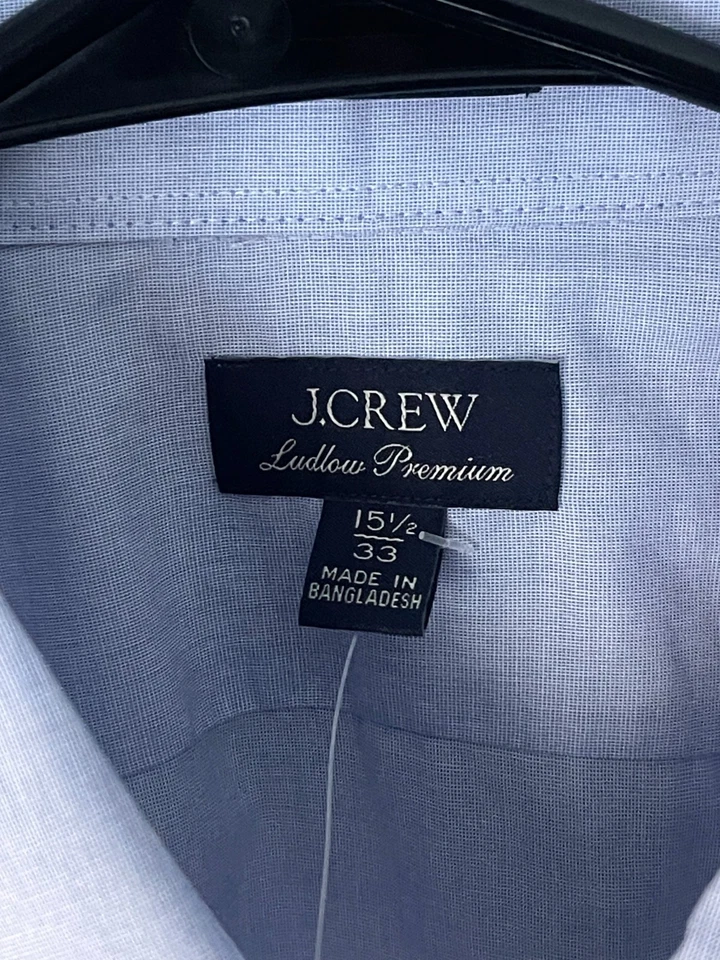 J.CREW
Ludlow Premium
15½
33
MADE IN
BANGLADESH